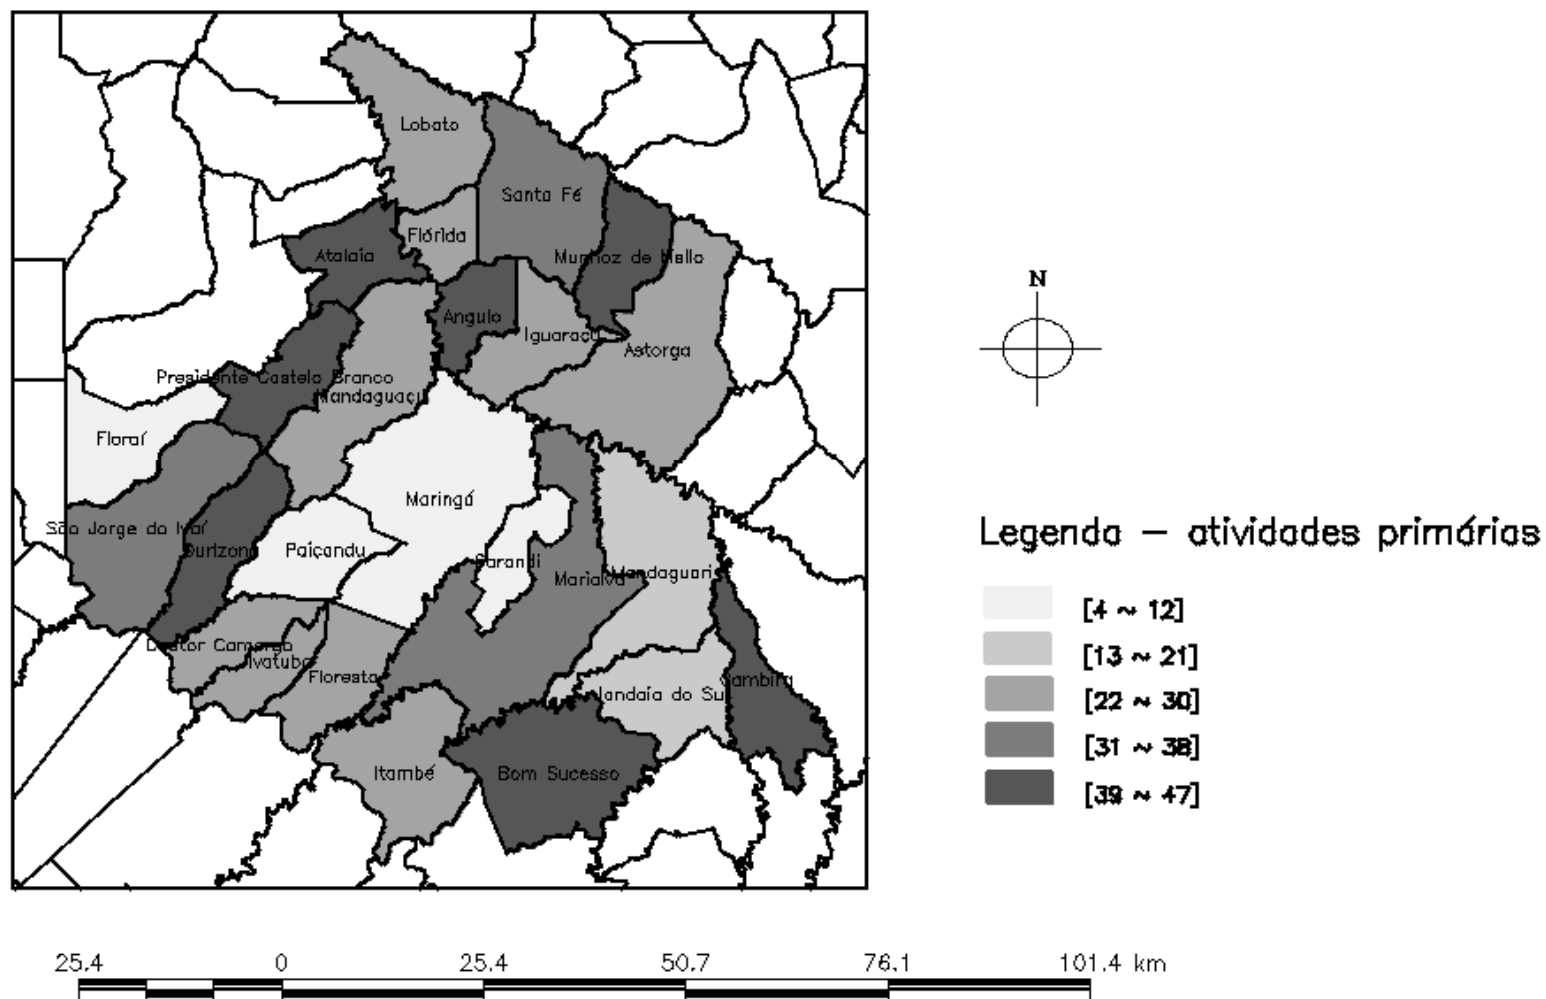 Lobato
Santa Fé
Flórida
Atalaia
Munhoz de Mello
N
Angulo
Iguaraçu
Astorga
Presidente Castelo Branco
Mandaguaçu
Floraí
Maringá
São Jorge do Ivaí
Ourizona
Paiçandu
Sarandi
Marialva
Mandaguari
Legenda – atividades primárias
[4 ~ 12]
[13 ~ 21]
[22 ~ 30]
[31 ~ 38]
[39 ~ 47]
Doutor Camargo
Ivatuba
Floresta
Jandaia do Sul
Cambira
Itambé
Bom Sucesso
25.4 0 25.4 50.7 76.1 101.4 km